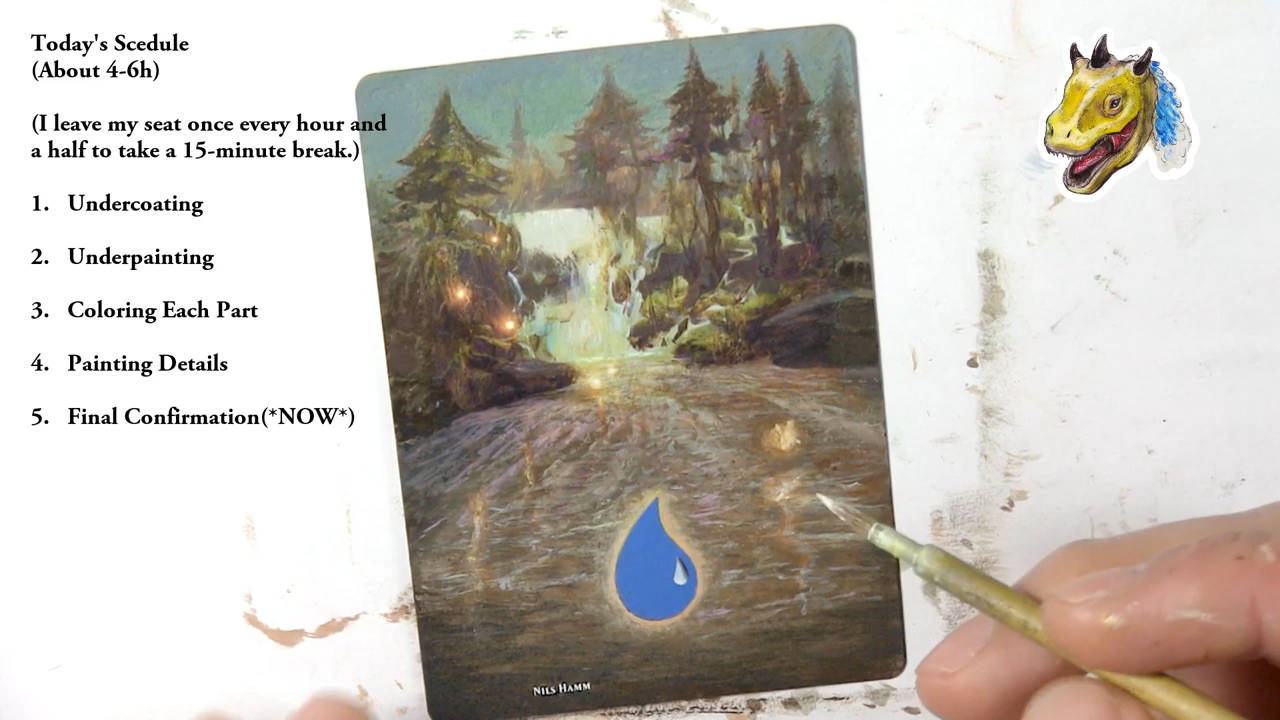 Today's Scedule
(About 4-6h)
(I leave my seat once every hour and
a half to take a 15-minute break.)
1. Undercoating
2. Underpainting
3. Coloring Each Part
4. Painting Details
5. Final Confirmation(*NOW*)
Nils Hamm